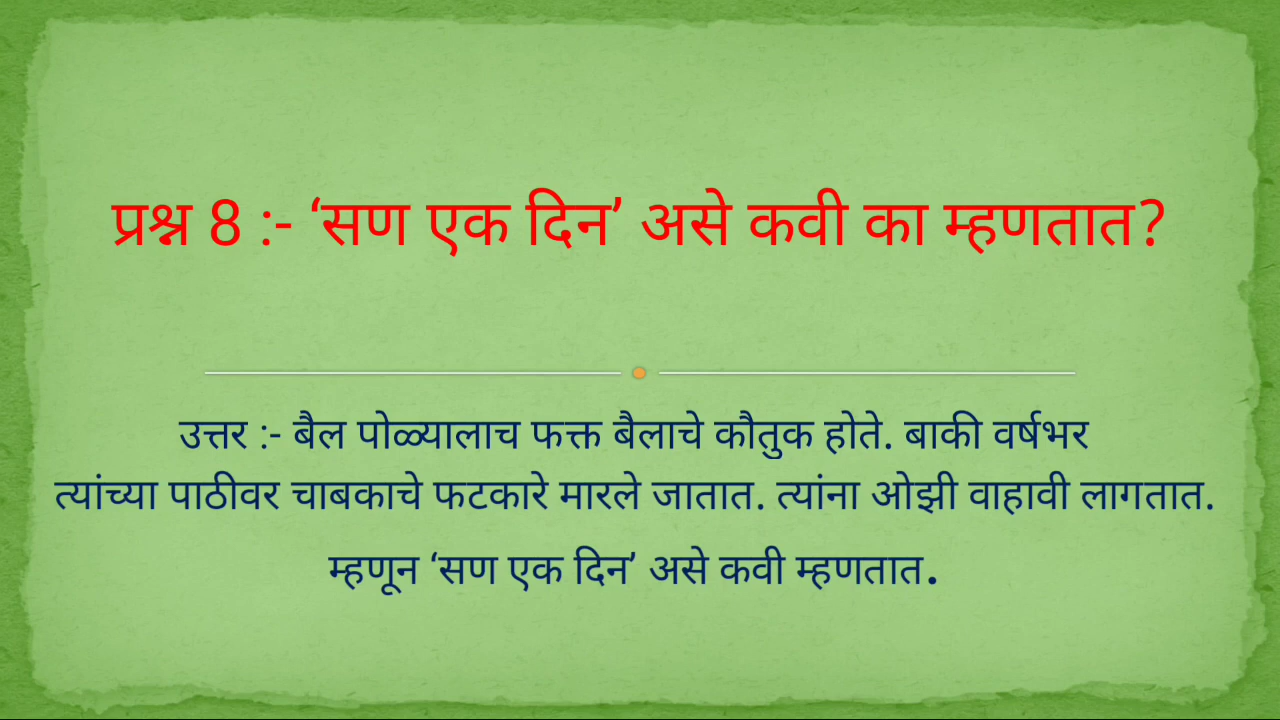 प्रश्न 8 :- ‘सण एक दिन’ असे कवी का म्हणतात?
उत्तर :- बैल पोळ्यालाच फक्त बैलाचे कौतुक होते. बाकी वर्षभर
त्यांच्या पाठीवर चाबकाचे फटकारे मारले जातात. त्यांना ओझी वाहावी लागतात.
म्हणून ‘सण एक दिन’ असे कवी म्हणतात.